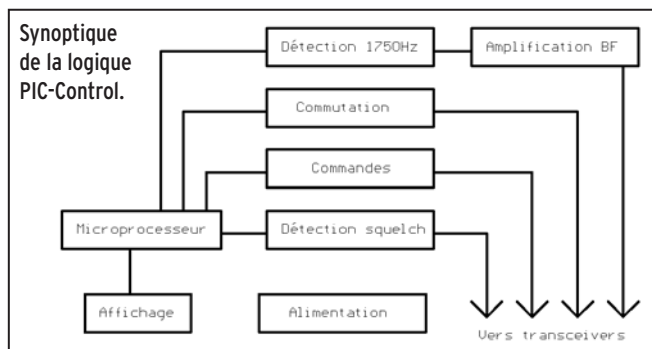 Synoptique
de la logique
PIC-Control.
Détection 1750Hz
Amplification BF
Commutation
Commandes
Microprocesseur
Détection squelch
Affichage
Alimentation
Vers transceivers